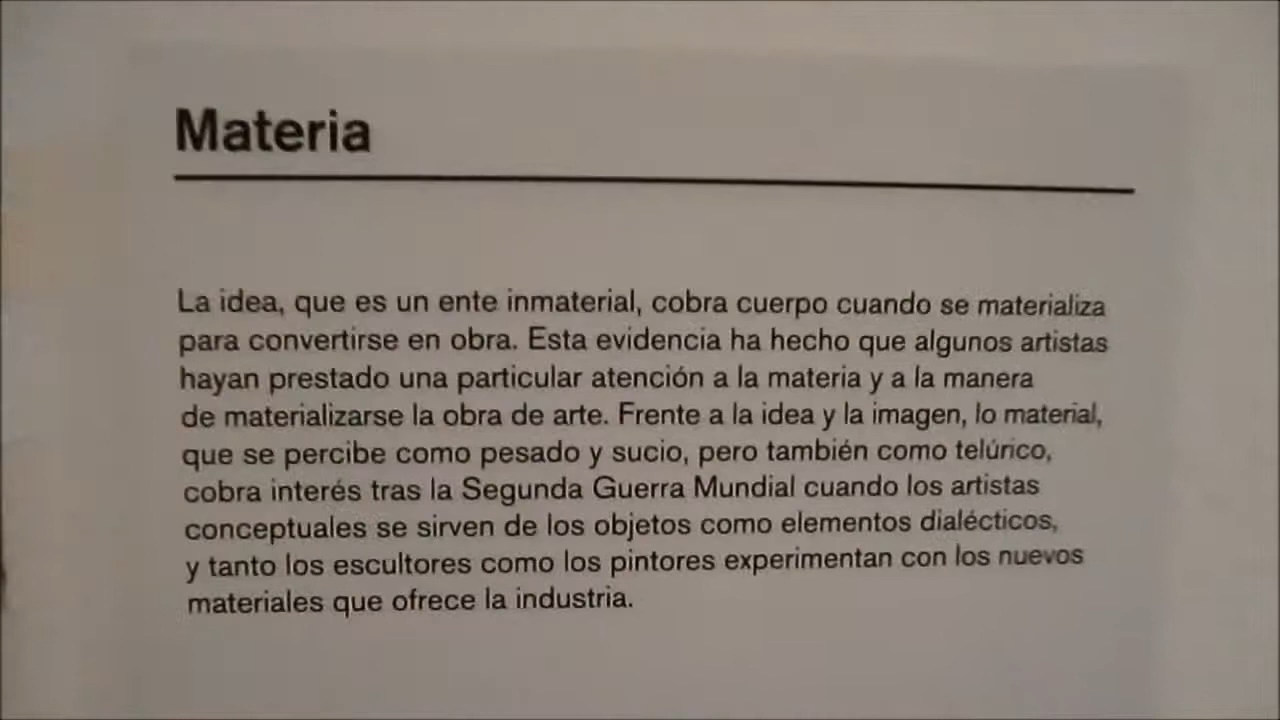 Materia
La idea, que es un ente inmaterial, cobra cuerpo cuando se materializa
para convertirse en obra. Esta evidencia ha hecho que algunos artistas
hayan prestado una particular atención a la materia y a la manera
de materializarse la obra de arte. Frente a la idea y la imagen, lo material,
que se percibe como pesado y sucio, pero también como telúrico,
cobra interés tras la Segunda Guerra Mundial cuando los artistas
conceptuales se sirven de los objetos como elementos dialécticos,
y tanto los escultores como los pintores experimentan con los nuevos
materiales que ofrece la industria.